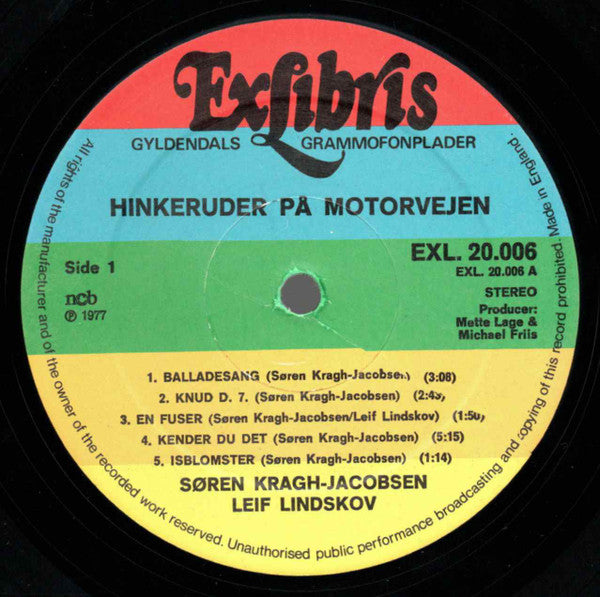 ExLibris
GYLDENDALS GRAMMOFONPLADER
HINKERUDER PÅ MOTORVEJEN
Side 1
EXL. 20.006
EXL. 20.006 A
ncb
STEREO
℗ 1977
Producer:
Mette Lage &
Michael Friis
1. BALLADESANG (Søren Kragh-Jacobsen) (3:08)
2. KNUD D. 7. (Søren Kragh-Jacobsen)
3. EN FUSER (Søren Kragh-Jacobsen/Leif Lindskov)
4. KENDER DU DET (Søren Kragh-Jacobsen) (5:15)
5. ISBLOMSTER (Søren Kragh-Jacobsen) (1:14)
SØREN KRAGH-JACOBSEN
LEIF LINDSKOV
All rights of the manufacturer and of the owner of the recorded work reserved. Unauthorised public performance broadcasting and copying of this record prohibited. Made in England.